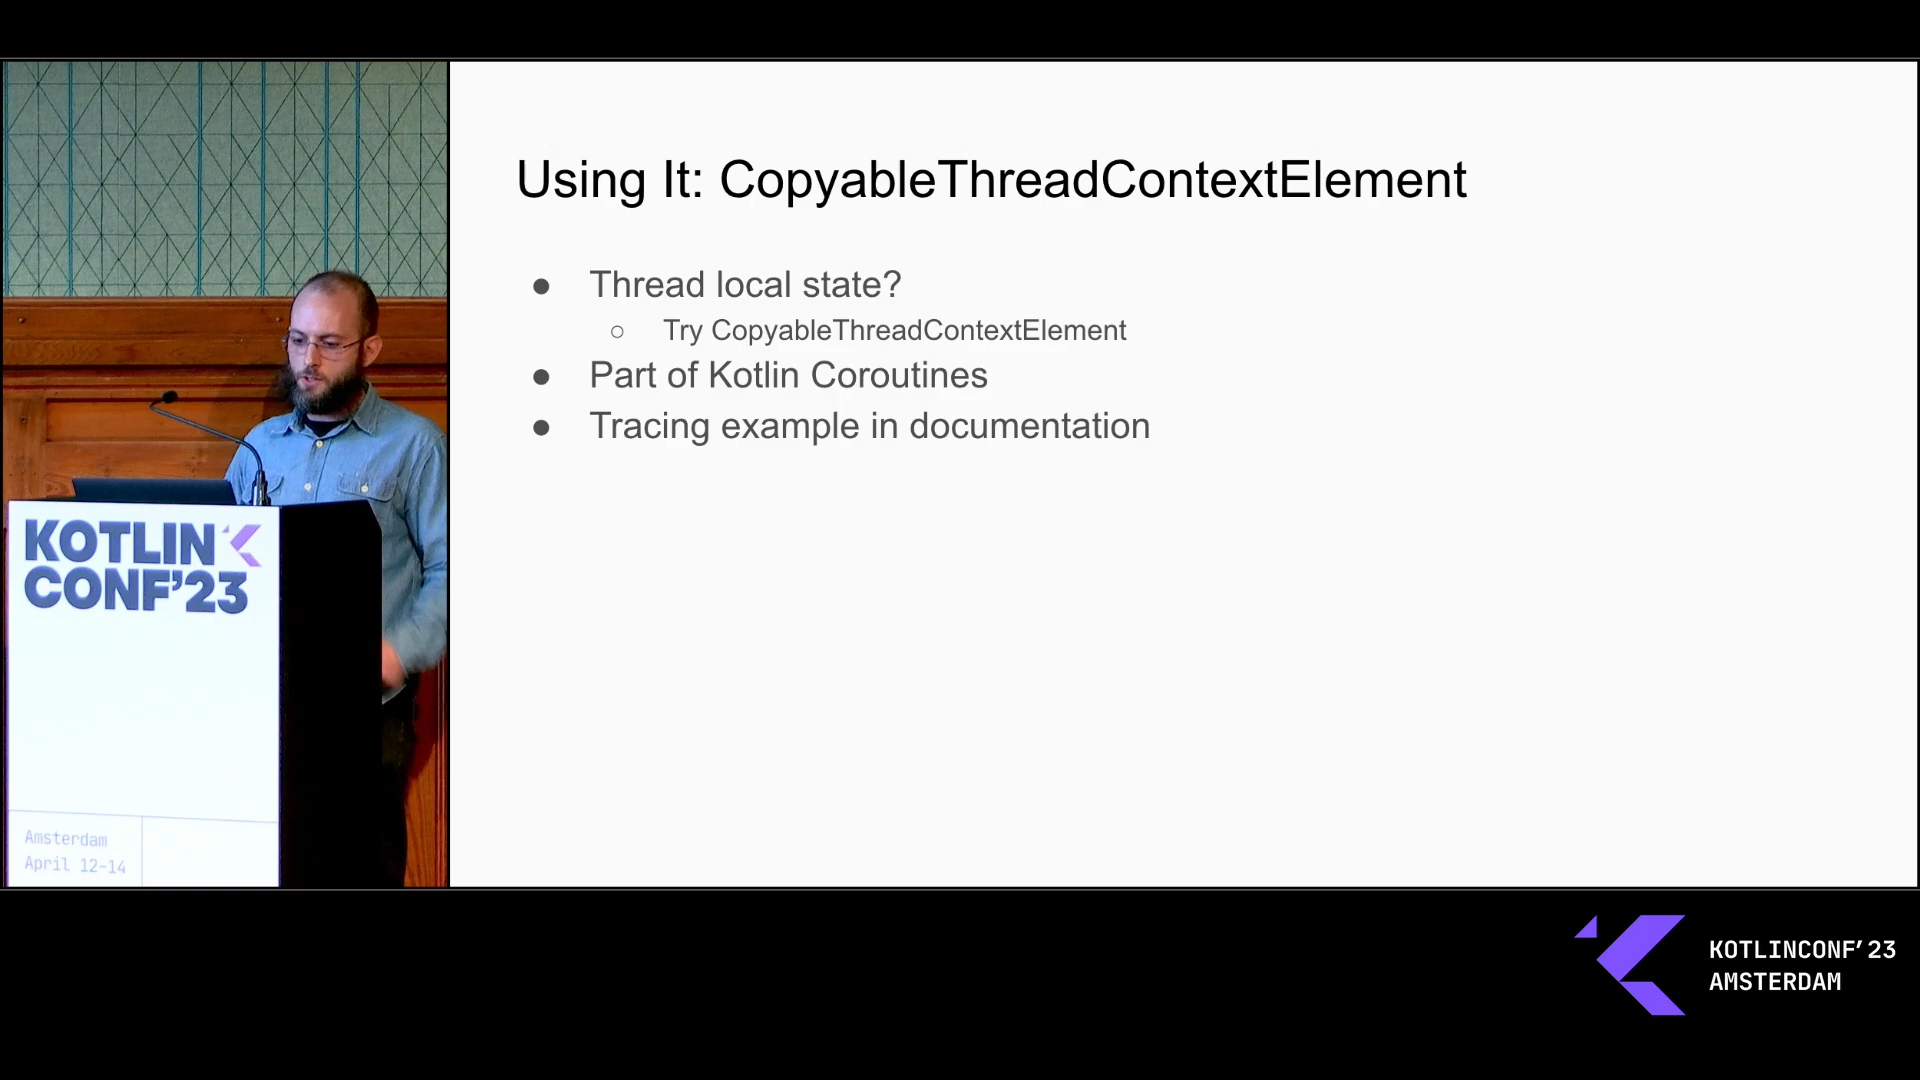 Using It: CopyableThreadContextElement
● Thread local state?
○ Try CopyableThreadContextElement
● Part of Kotlin Coroutines
● Tracing example in documentation
KOTLIN
CONF’23
Amsterdam
April 12-14
KOTLINCONF’23
AMSTERDAM